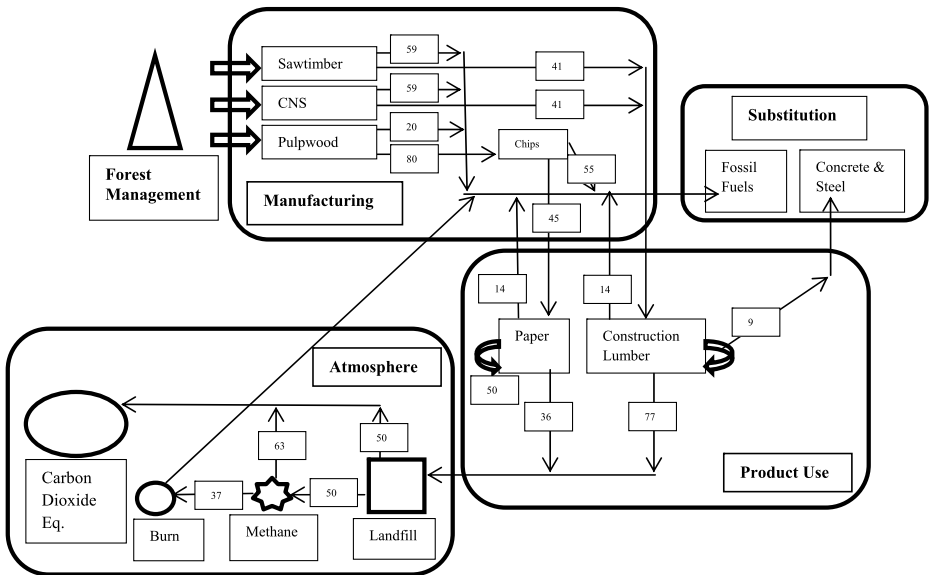 59
Sawtimber
41
59
CNS
41
Substitution
20
Pulpwood
Chips
80
55
Fossil
Fuels
Concrete &
Steel
Forest
Management
Manufacturing
45
14
14
9
Paper
Construction
Lumber
Atmosphere
50
36
77
63
50
Product Use
Carbon
Dioxide
Eq.
37
50
Burn
Methane
Landfill